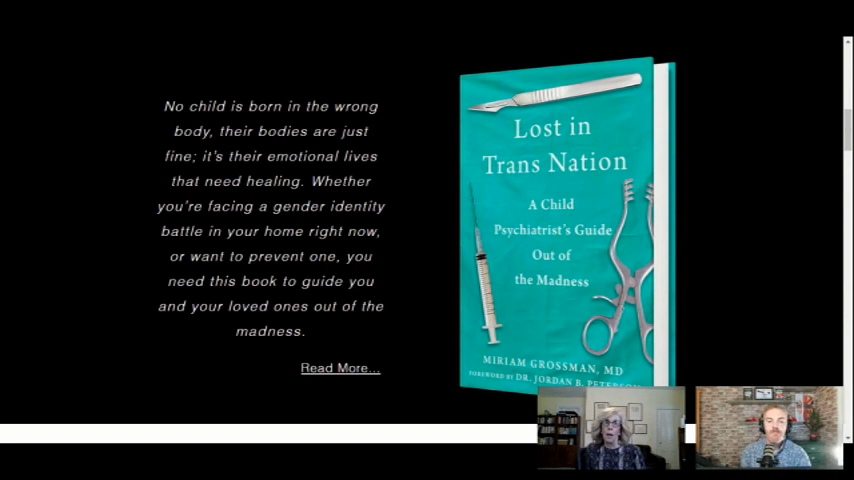 No child is born in the wrong
body, their bodies are just
fine; it's their emotional lives
that need healing. Whether
you're facing a gender identity
battle in your home right now,
or want to prevent one, you
need this book to guide you
and your loved ones out of the
madness.
Read More...
Lost in
Trans Nation
A Child
Psychiatrist's Guide
Out of
the Madness
MIRIAM GROSSMAN, MD
FOREWORD BY DR. JORDAN B.